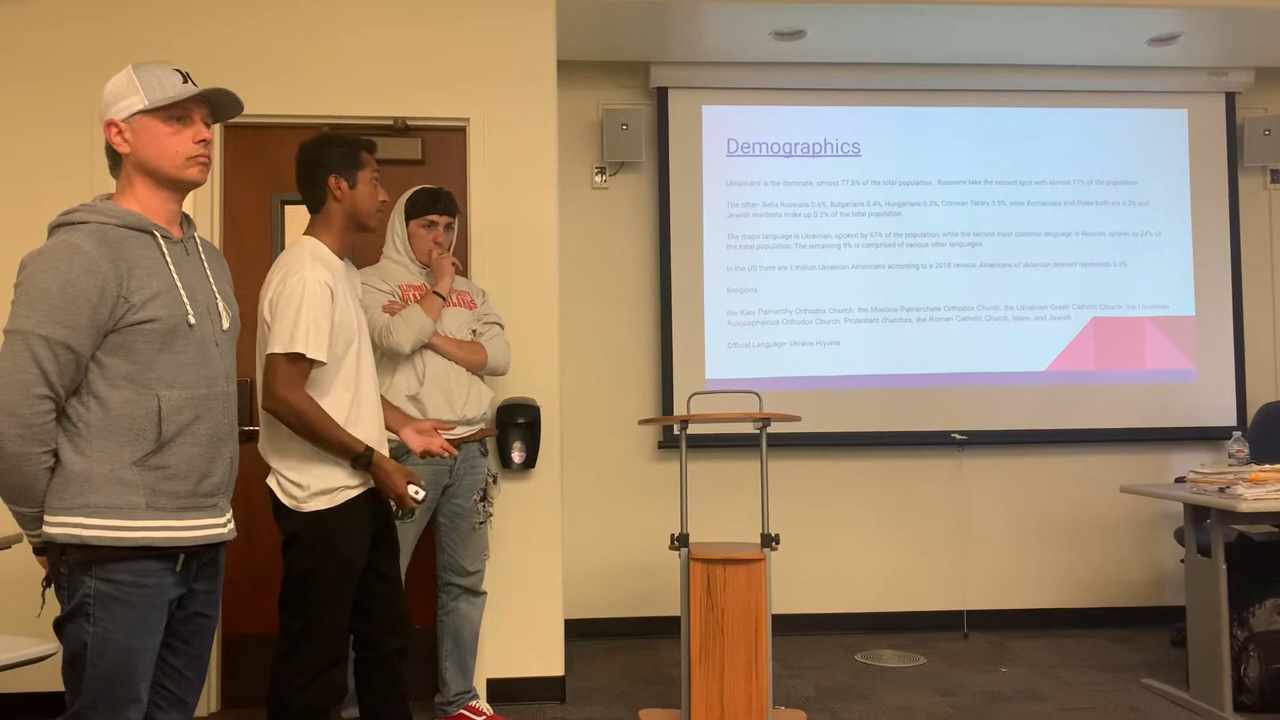 Demographics
Ukrainians is the dominate, almost 77.8% of the total population. Russians take the second spot with almost 17% of the population.
The other- Bella Russians 0.6%, Bulgarians 0.4%, Hungarians 0.3%, Crimean Tatars 0.5%, while Romanians and Poles both are 0.3% and
Jewish residents make up 0.2% of the total population.
The major language is Ukrainian, spoken by 67% of the population, while the second most common language is Russian, spoken by 24% of
the total population. The remaining 9% is comprised of various other languages.
In the US there are 1 million Ukrainian Americans according to a 2018 census. Americans of ukrainian descent represents 0.3%
Religions
the Kiev Patriarchy Orthodox Church, the Moscow Patriarchate Orthodox Church, the Ukrainian Greek Catholic Church, the Ukrainian
Autocephalous Orthodox Church, Protestant churches, the Roman Catholic Church, Islam, and Jewish
Official Language- Ukraine Hryvnia